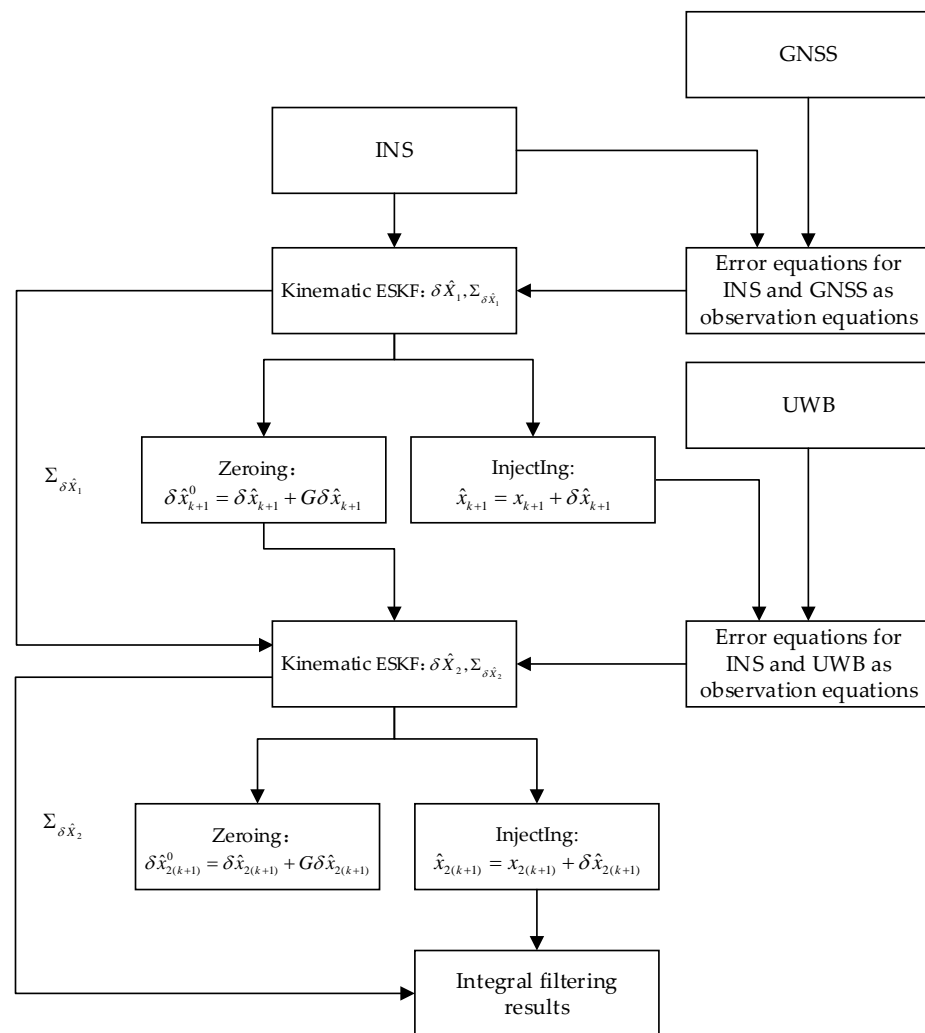 GNSS
INS
Kinematic ESKF: δX̂₁, Σ_δX̂₁
Error equations for
INS and GNSS as
observation equations
UWB
Σ_δX̂₁
Zeroing:
δx̂⁰ₖ₊₁ = δx̂ₖ₊₁ + Gδx̂ₖ₊₁
InjectIng:
x̂ₖ₊₁ = xₖ₊₁ + δx̂ₖ₊₁
Kinematic ESKF: δX̂₂, Σ_δX̂₂
Error equations for
INS and UWB as
observation equations
Σ_δX̂₂
Zeroing:
δx̂⁰₂₍ₖ₊₁₎ = δx̂₂₍ₖ₊₁₎ + Gδx̂₂₍ₖ₊₁₎
InjectIng:
x̂₂₍ₖ₊₁₎ = x₂₍ₖ₊₁₎ + δx̂₂₍ₖ₊₁₎
Integral filtering
results